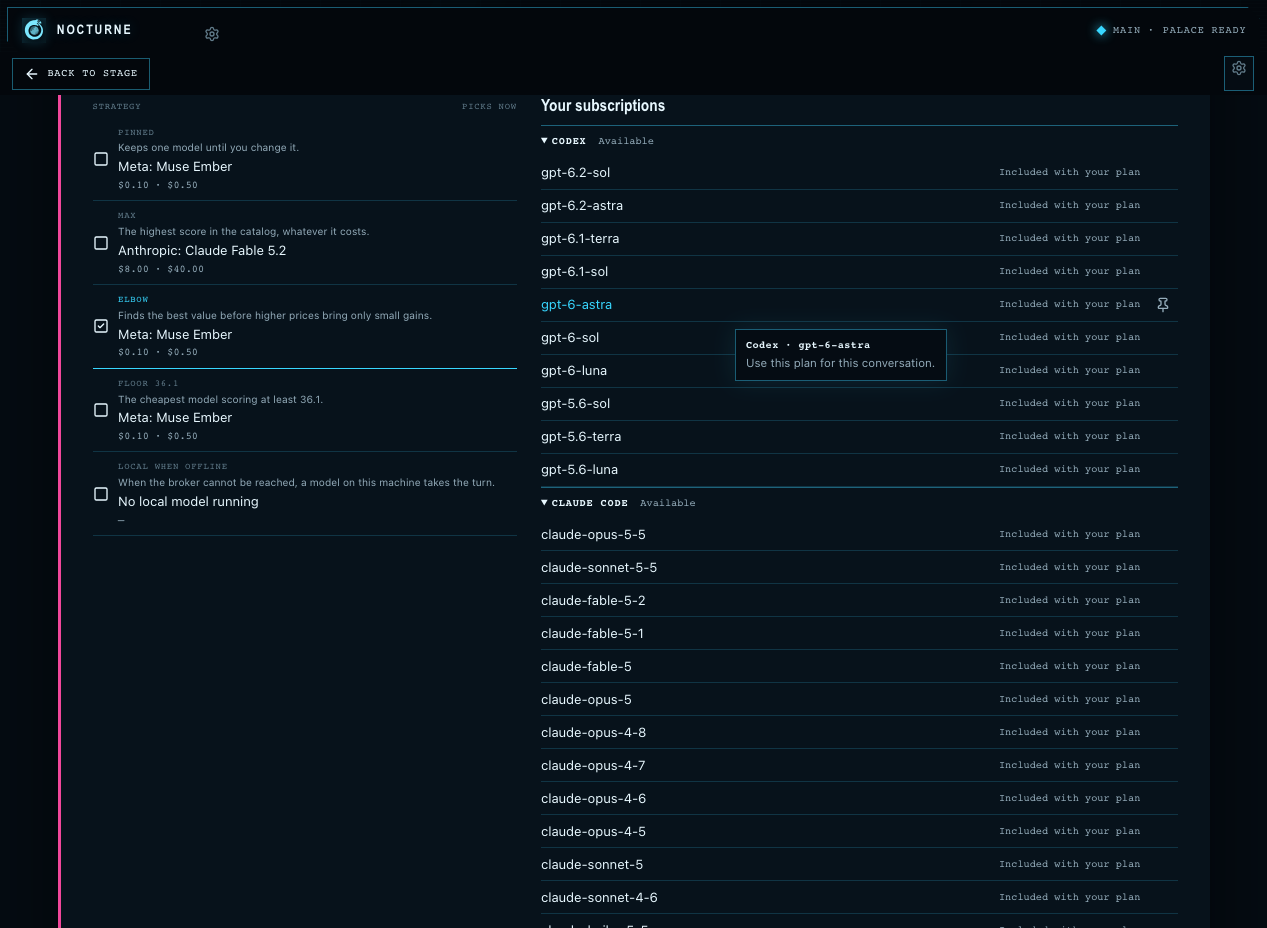 NOCTURNE
MAIN · PALACE READY
BACK TO STAGE
STRATEGY
PICKS NOW
PINNED
Keeps one model until you change it.
Meta: Muse Ember
$0.10 · $0.50
MAX
The highest score in the catalog, whatever it costs.
Anthropic: Claude Fable 5.2
$8.00 · $40.00
ELBOW
Finds the best value before higher prices bring only small gains.
Meta: Muse Ember
$0.10 · $0.50
FLOOR 36.1
The cheapest model scoring at least 36.1.
Meta: Muse Ember
$0.10 · $0.50
LOCAL WHEN OFFLINE
When the broker cannot be reached, a model on this machine takes the turn.
No local model running
—
Your subscriptions
CODEX Available
gpt-6.2-sol Included with your plan
gpt-6.2-astra Included with your plan
gpt-6.1-terra Included with your plan
gpt-6.1-sol Included with your plan
gpt-6-astra Included with your plan
gpt-6-sol Included with your plan
Codex · gpt-6-astra
Use this plan for this conversation.
gpt-6-luna Included with your plan
gpt-5.6-sol Included with your plan
gpt-5.6-terra Included with your plan
gpt-5.6-luna Included with your plan
CLAUDE CODE Available
claude-opus-5-5 Included with your plan
claude-sonnet-5-5 Included with your plan
claude-fable-5-2 Included with your plan
claude-fable-5-1 Included with your plan
claude-fable-5 Included with your plan
claude-opus-5 Included with your plan
claude-opus-4-8 Included with your plan
claude-opus-4-7 Included with your plan
claude-opus-4-6 Included with your plan
claude-opus-4-5 Included with your plan
claude-sonnet-5 Included with your plan
claude-sonnet-4-6 Included with your plan